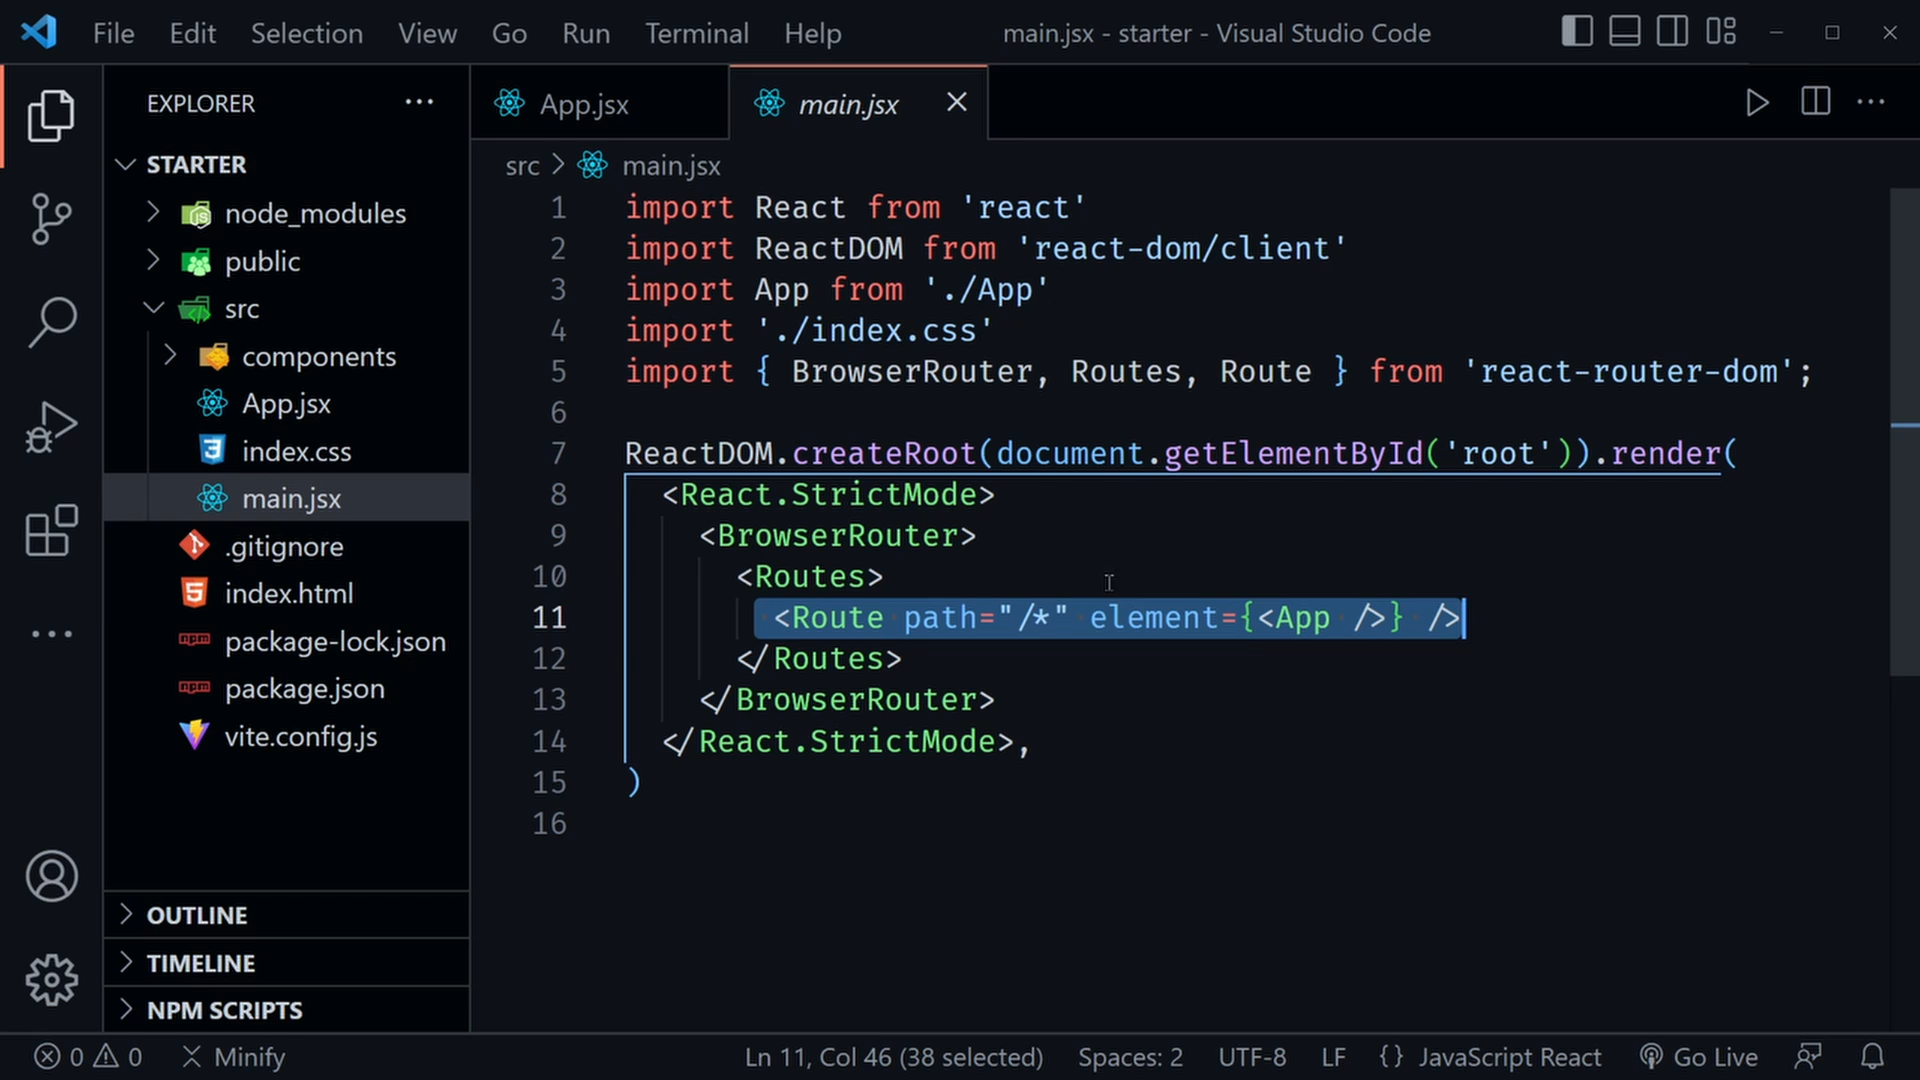 File Edit Selection View Go Run Terminal Help main.jsx - starter - Visual Studio Code
EXPLORER
STARTER
node_modules
public
src
components
App.jsx
index.css
main.jsx
.gitignore
index.html
package-lock.json
package.json
vite.config.js
OUTLINE
TIMELINE
NPM SCRIPTS
App.jsx main.jsx
src > main.jsx
1 import React from 'react'
2 import ReactDOM from 'react-dom/client'
3 import App from './App'
4 import './index.css'
5 import { BrowserRouter, Routes, Route } from 'react-router-dom';
6
7 ReactDOM.createRoot(document.getElementById('root')).render(
8 <React.StrictMode>
9 <BrowserRouter>
10 <Routes>
11 <Route path="/*" element={<App />} />
12 </Routes>
13 </BrowserRouter>
14 </React.StrictMode>,
15 )
16
0 0 Minify Ln 11, Col 46 (38 selected) Spaces: 2 UTF-8 LF {} JavaScript React Go Live